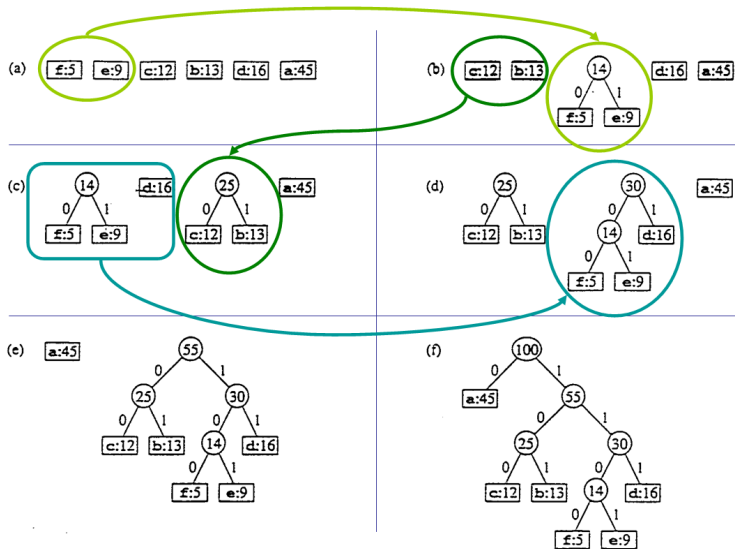 (a) f:5 e:9 c:12 b:13 d:16 a:45
(b) c:12 b:13 14 d:16 a:45
0 1
f:5 e:9
(c) 14 d:16 25 a:45
0 1 0 1
f:5 e:9 c:12 b:13
(d) 25 30 a:45
0 1 0 1
c:12 b:13 14 d:16
0 1
f:5 e:9
(e) a:45 55
0 1
25 30
0 1 0 1
c:12 b:13 14 d:16
0 1
f:5 e:9
(f) 100
0 1
a:45 55
0 1
25 30
0 1 0 1
c:12 b:13 14 d:16
0 1
f:5 e:9